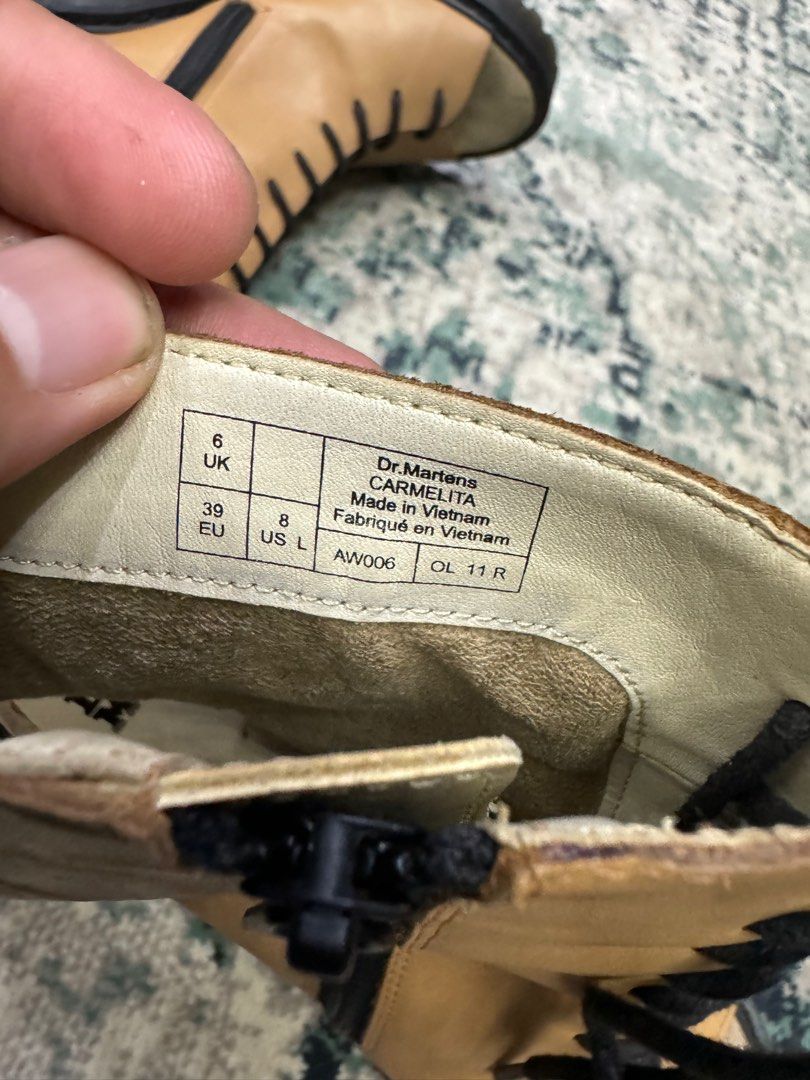 6
UK
39
EU
8
US L
Dr.Martens
CARMELITA
Made in Vietnam
Fabriqué en Vietnam
AW006
OL 11 R